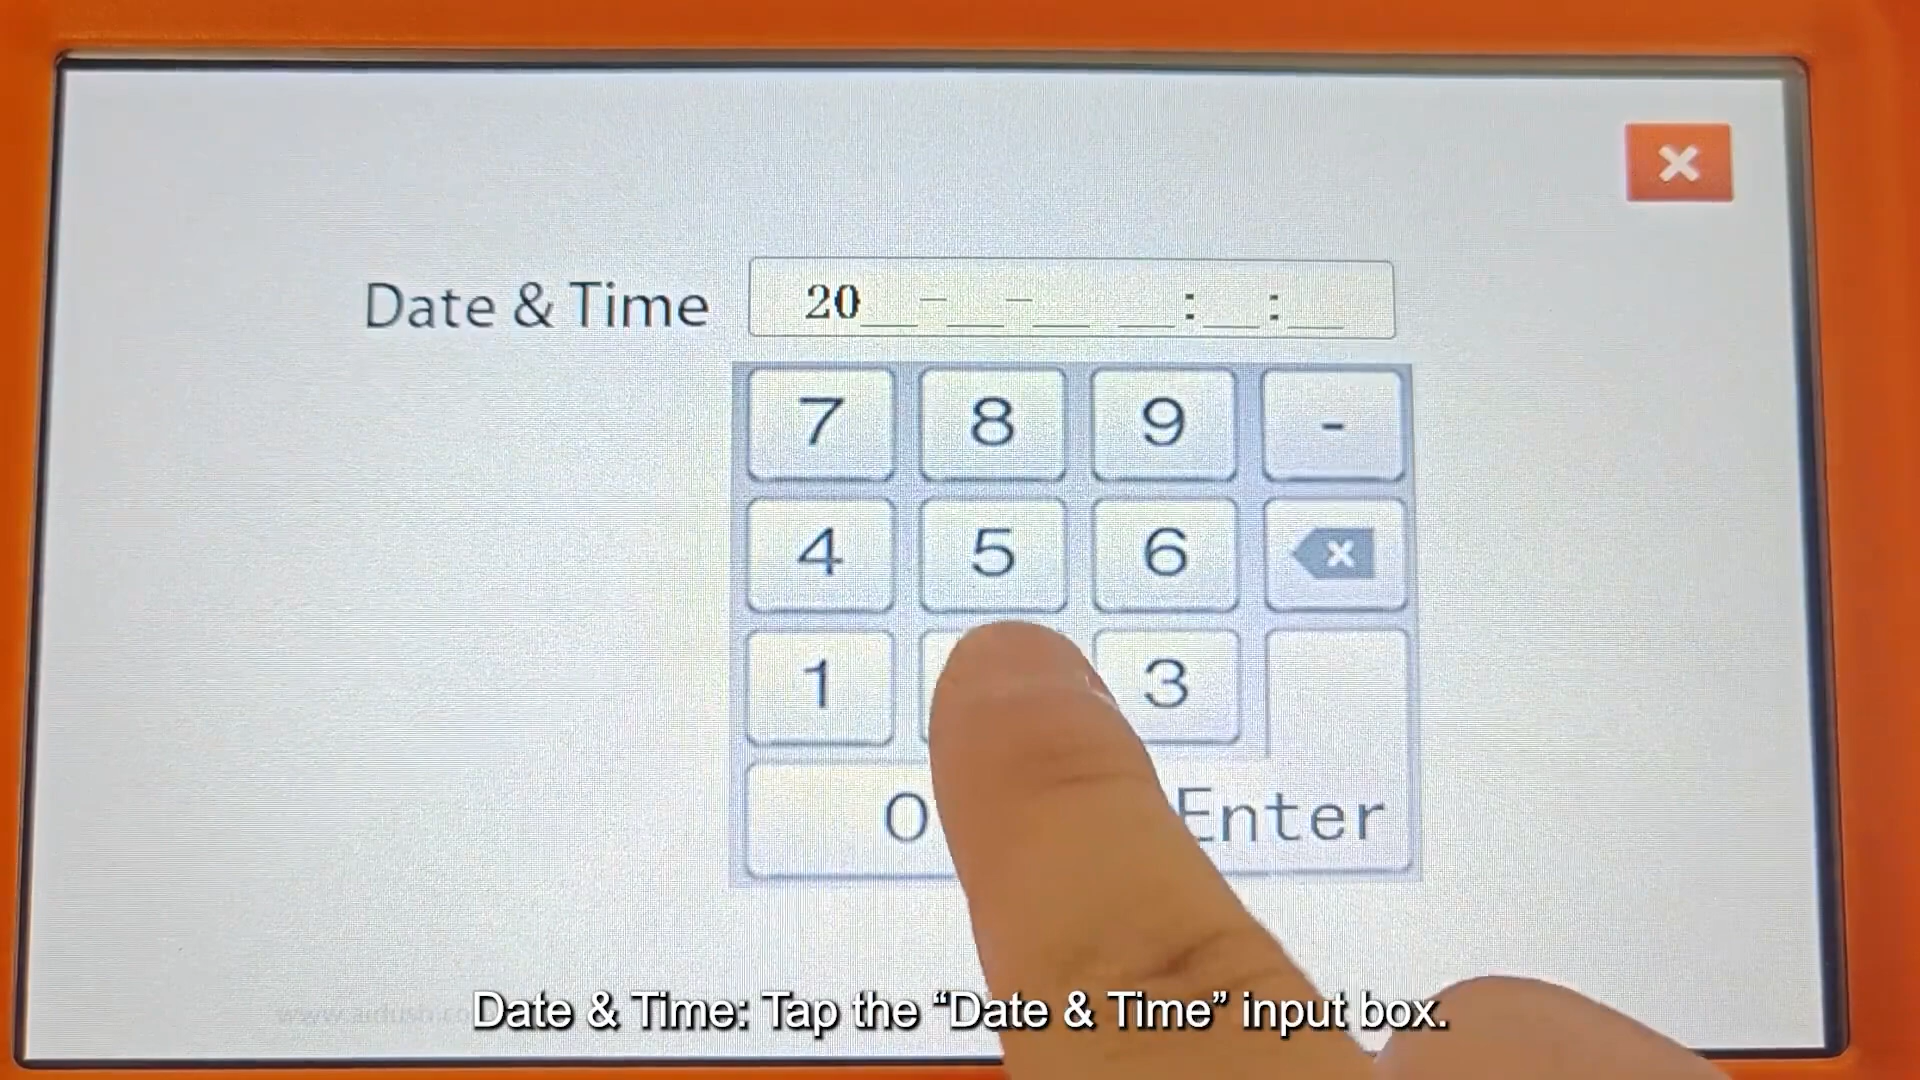 Date & Time 20__-__-__ __:__:__
7 8 9 -
4 5 6
1 3
0 Enter
Date & Time: Tap the “Date & Time” input box.